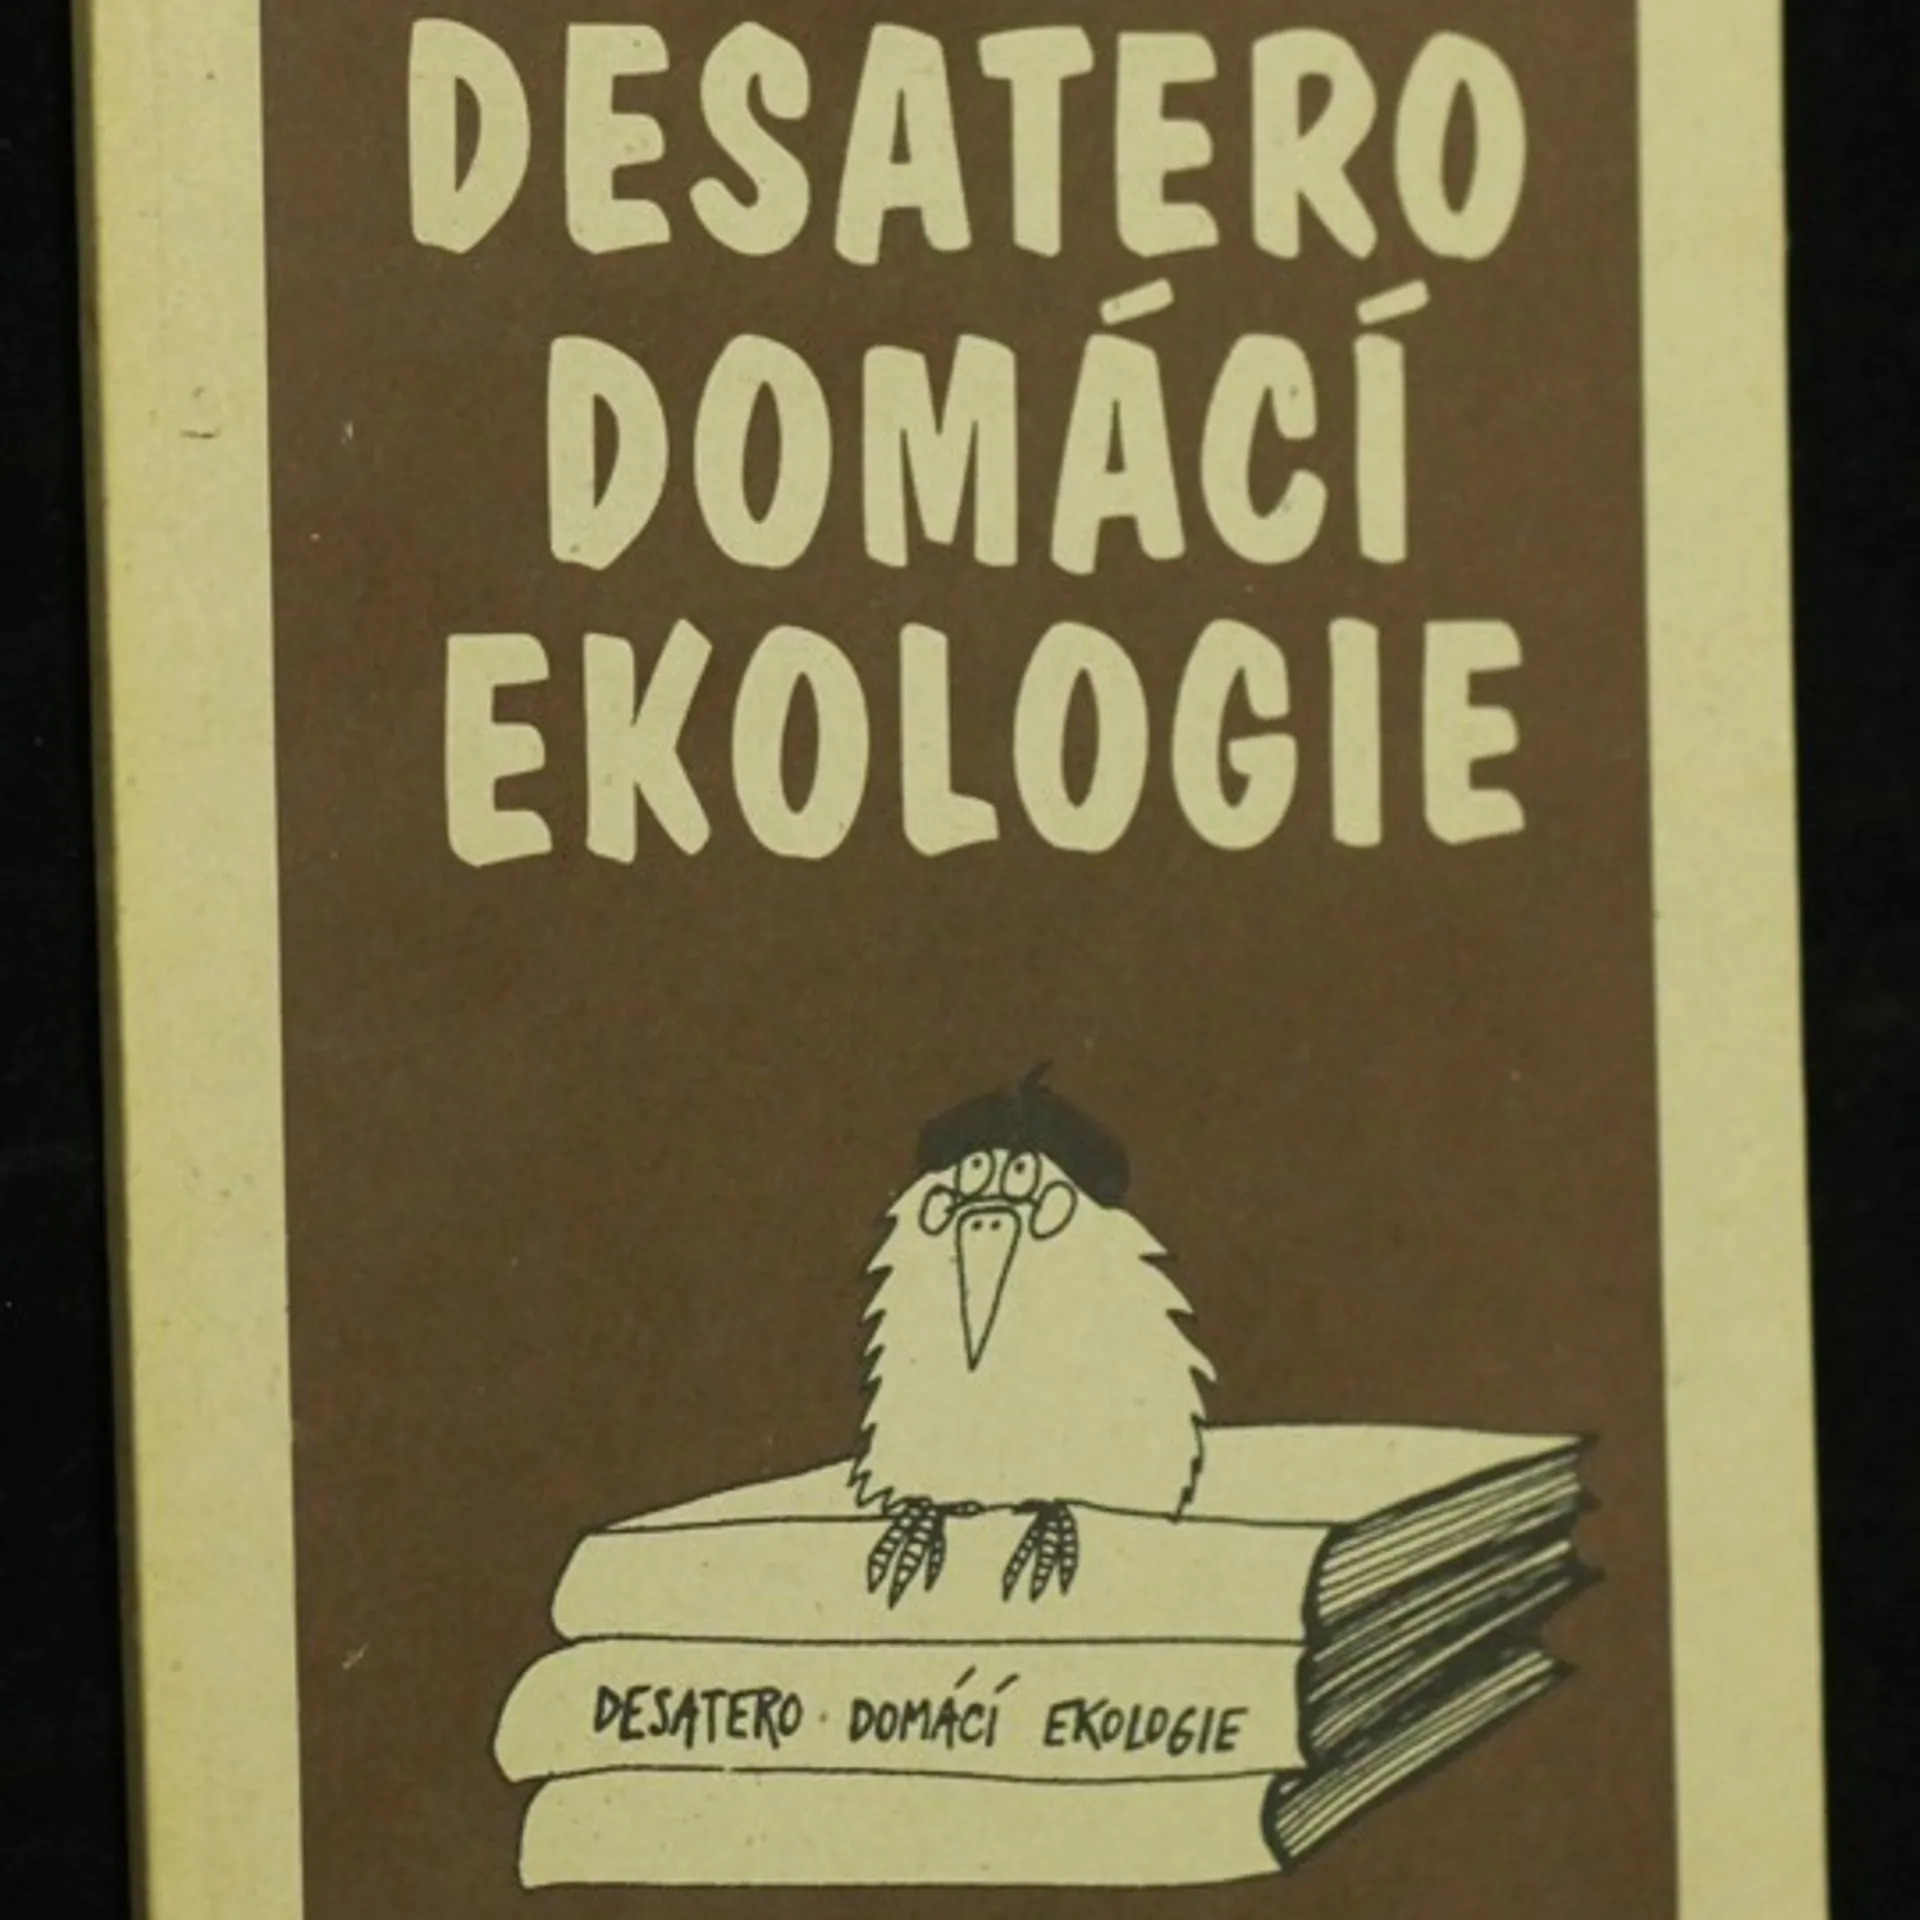 DESATERO
DOMÁCÍ
EKOLOGIE
DESATERO · DOMÁCÍ EKOLOGIE